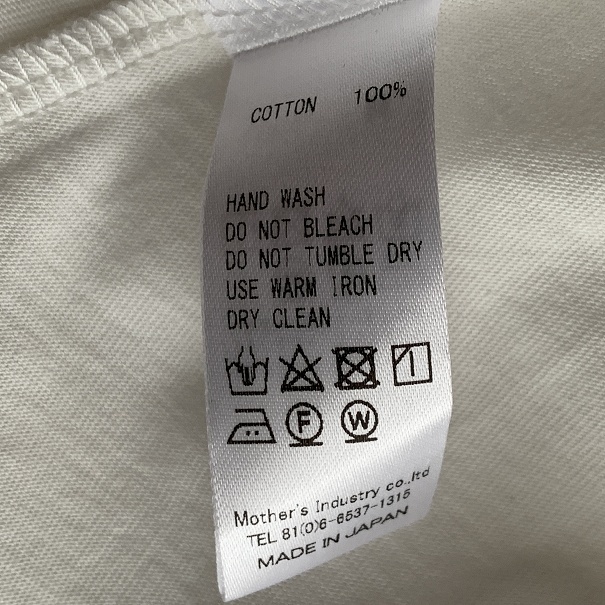 COTTON 100%
HAND WASH
DO NOT BLEACH
DO NOT TUMBLE DRY
USE WARM IRON
DRY CLEAN
F W
Mother's Industry co.,ltd
TEL 81(0)6-6537-1315
MADE IN JAPAN